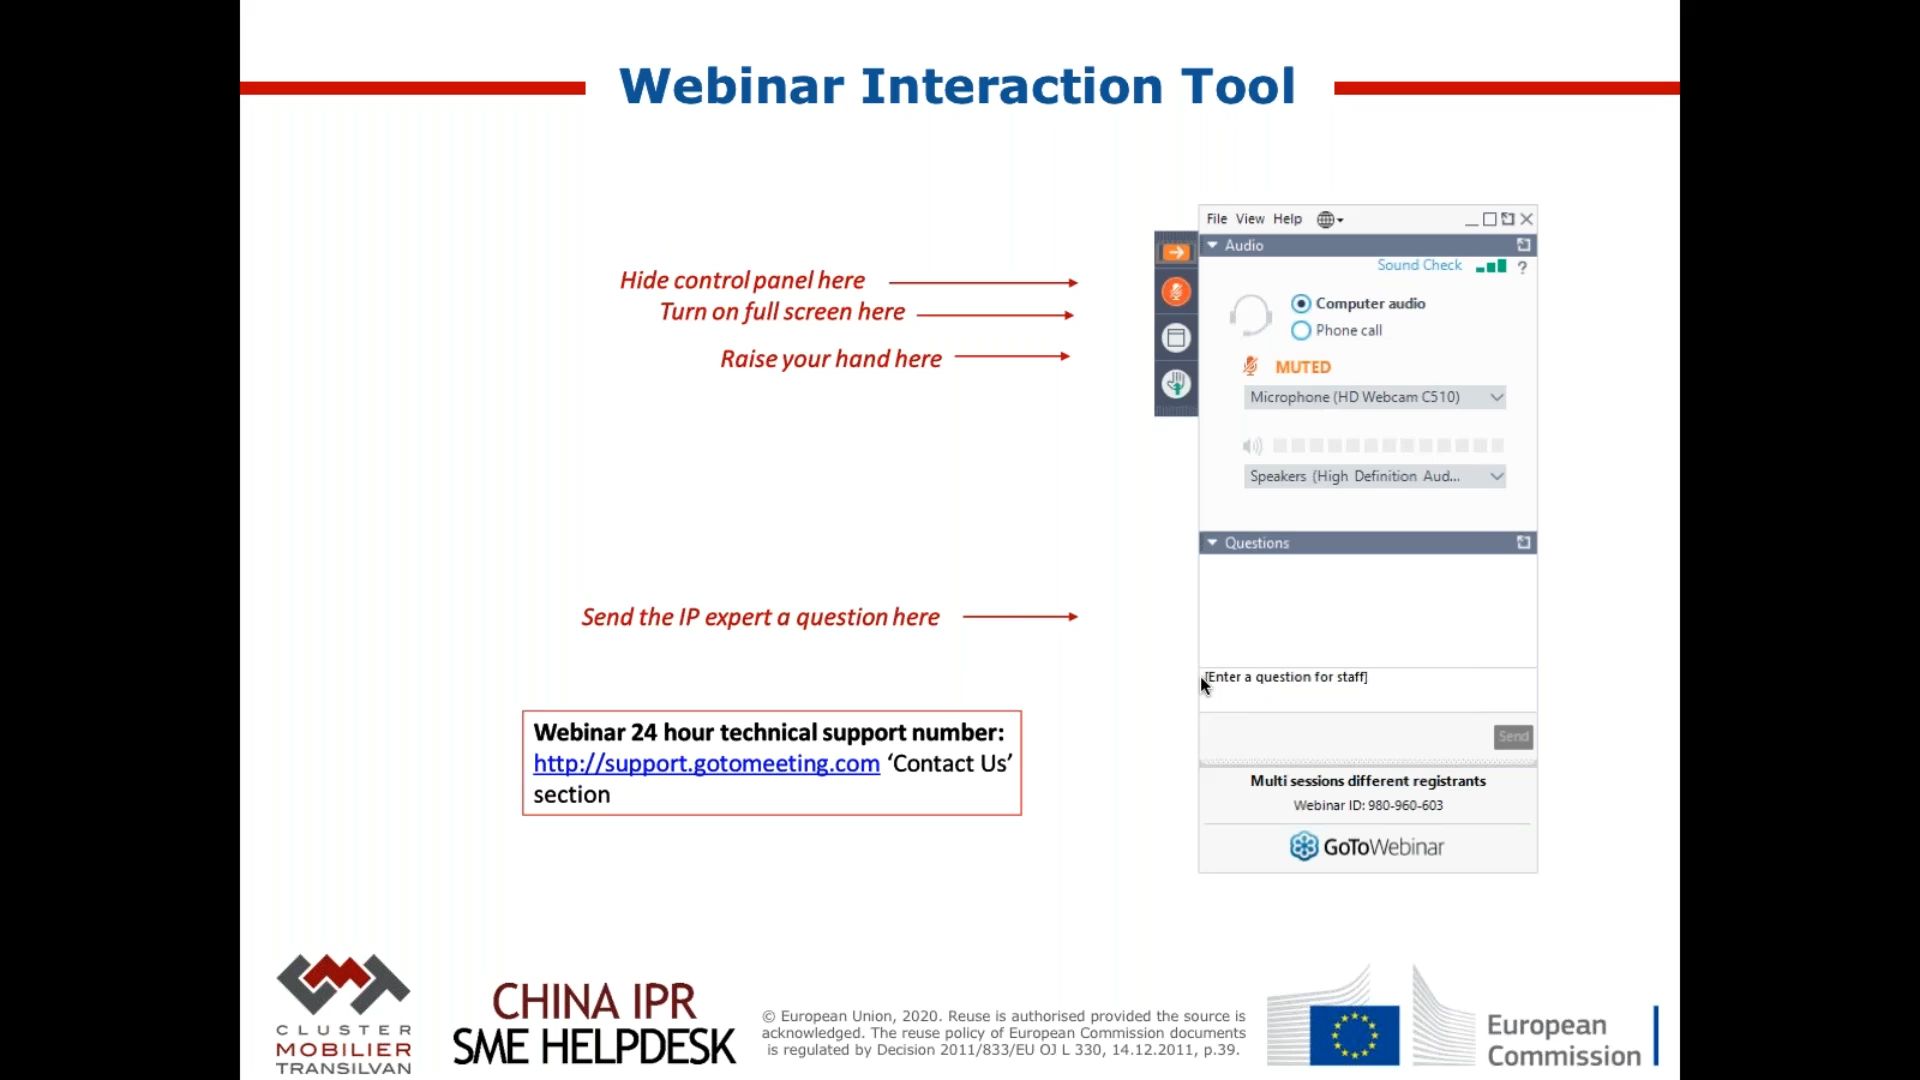 Webinar Interaction Tool
File View Help
Audio
Sound Check ?
Hide control panel here
Computer audio
Turn on full screen here
Phone call
Raise your hand here
MUTED
Microphone (HD Webcam C510)
Speakers (High Definition Aud...
Questions
Send the IP expert a question here
[Enter a question for staff]
Webinar 24 hour technical support number:
http://support.gotomeeting.com ‘Contact Us’
section
Send
Multi sessions different registrants
Webinar ID: 980-960-603
GoToWebinar
CLUSTER
MOBILIER
TRANSILVAN
CHINA IPR
SME HELPDESK
© European Union, 2020. Reuse is authorised provided the source is
acknowledged. The reuse policy of European Commission documents
is regulated by Decision 2011/833/EU OJ L 330, 14.12.2011, p.39.
European
Commission